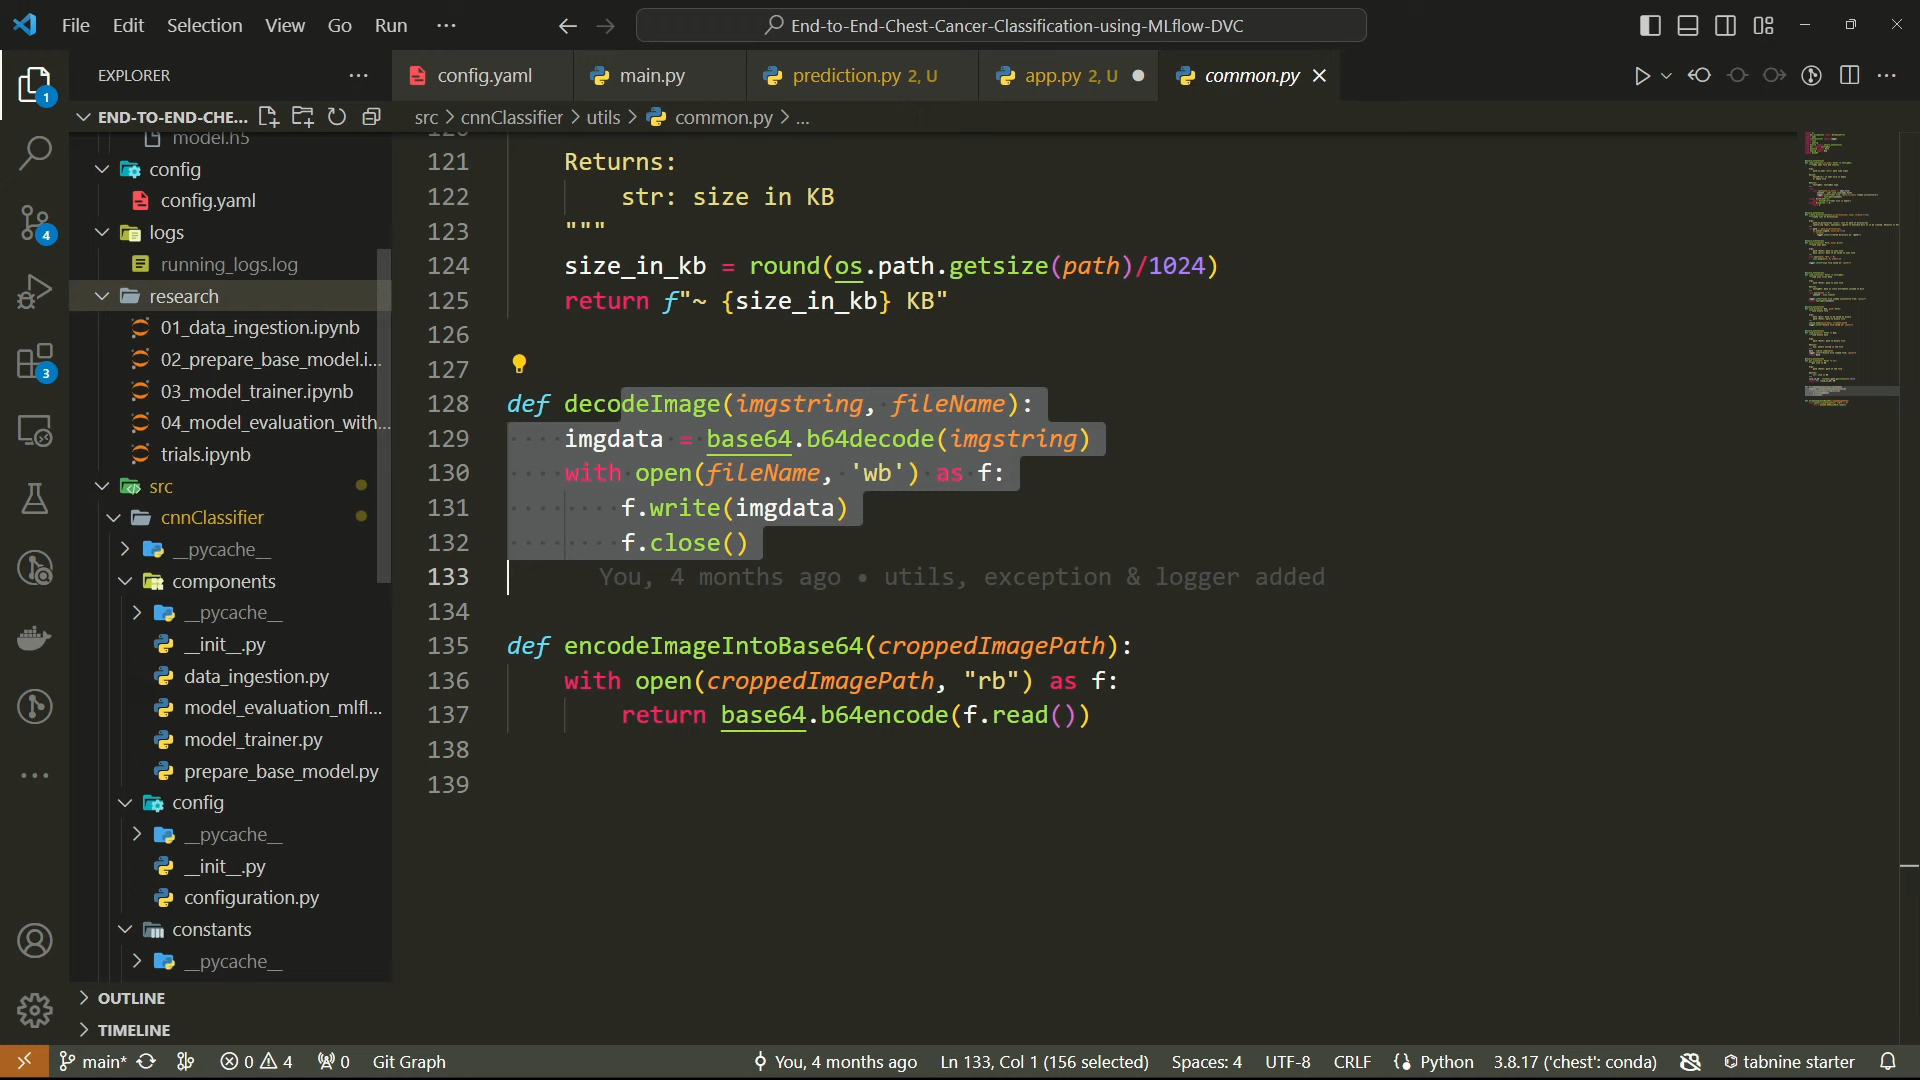 File Edit Selection View Go Run ...
End-to-End-Chest-Cancer-Classification-using-MLflow-DVC
EXPLORER
config.yaml
main.py
prediction.py 2, U
app.py 2, U
common.py
END-TO-END-CHE...
src > cnnClassifier > utils > common.py > ...
model.h5
config
config.yaml
logs
running_logs.log
research
01_data_ingestion.ipynb
02_prepare_base_model.i...
03_model_trainer.ipynb
04_model_evaluation_with...
trials.ipynb
src
cnnClassifier
__pycache__
components
__pycache__
__init__.py
data_ingestion.py
model_evaluation_mlfl...
model_trainer.py
prepare_base_model.py
config
__pycache__
__init__.py
configuration.py
constants
__pycache__
OUTLINE
TIMELINE
1
4
3
120
121 Returns:
122 str: size in KB
123 """
124 size_in_kb = round(os.path.getsize(path)/1024)
125 return f"~ {size_in_kb} KB"
126
127
128 def decodeImage(imgstring, fileName):
129 imgdata = base64.b64decode(imgstring)
130 with open(fileName, 'wb') as f:
131 f.write(imgdata)
132 f.close()
133 You, 4 months ago • utils, exception & logger added
134
135 def encodeImageIntoBase64(croppedImagePath):
136 with open(croppedImagePath, "rb") as f:
137 return base64.b64encode(f.read())
138
139
main* 0 4 0 Git Graph You, 4 months ago Ln 133, Col 1 (156 selected) Spaces: 4 UTF-8 CRLF Python 3.8.17 ('chest': conda) tabnine starter